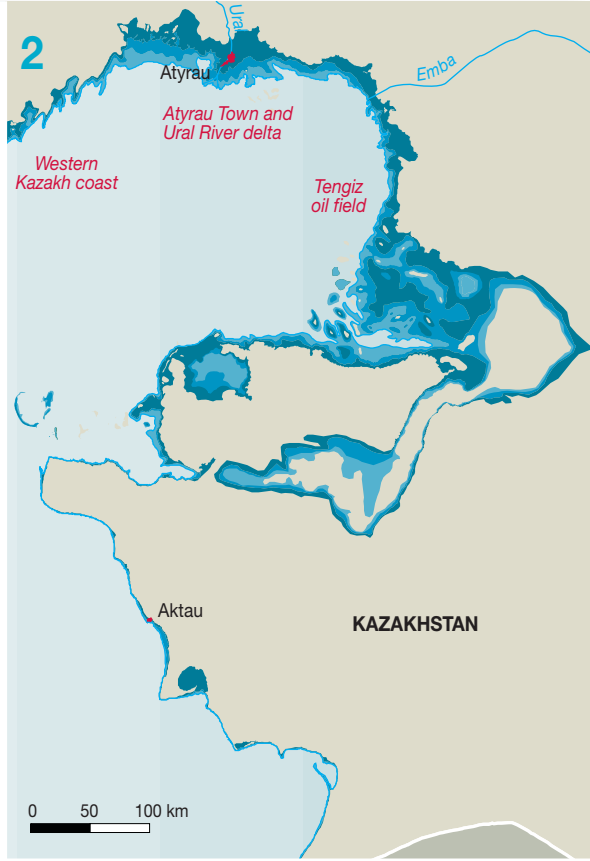 2
Ural
Emba
Atyrau
Atyrau Town and
Ural River delta
Western
Kazakh coast
Tengiz
oil field
Aktau
KAZAKHSTAN
0 50 100 km